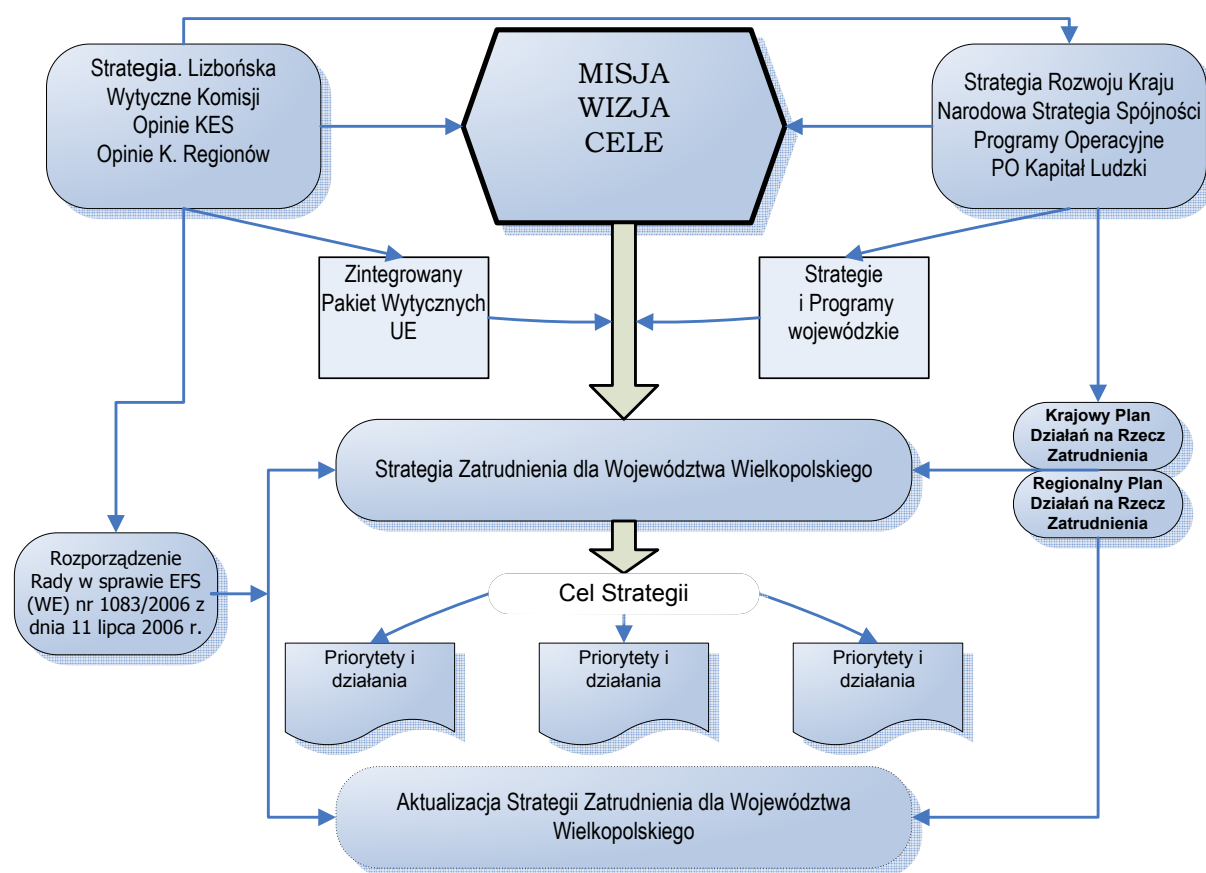 Strategia. Lizbońska
Wytyczne Komisji
Opinie KES
Opinie K. Regionów
MISJA
WIZJA
CELE
Strategia Rozwoju Kraju
Narodowa Strategia Spójności
Programy Operacyjne
PO Kapitał Ludzki
Zintegrowany
Pakiet Wytycznych
UE
Strategie
i Programy
wojewódzkie
Krajowy Plan
Działań na Rzecz
Zatrudnienia
Strategia Zatrudnienia dla Województwa Wielkopolskiego
Regionalny Plan
Działań na Rzecz
Zatrudnienia
Rozporządzenie
Rady w sprawie EFS
(WE) nr 1083/2006 z
dnia 11 lipca 2006 r.
Cel Strategii
Priorytety i
działania
Priorytety i
działania
Priorytety i
działania
Aktualizacja Strategii Zatrudnienia dla Województwa
Wielkopolskiego